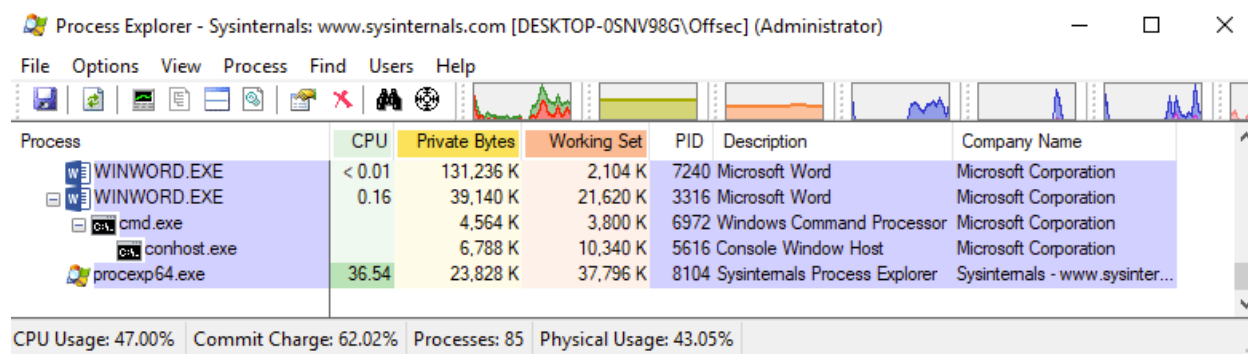 Process Explorer - Sysinternals: www.sysinternals.com [DESKTOP-0SNV98G\Offsec] (Administrator)
File Options View Process Find Users Help
Process CPU Private Bytes Working Set PID Description Company Name
WINWORD.EXE < 0.01 131,236 K 2,104 K 7240 Microsoft Word Microsoft Corporation
WINWORD.EXE 0.16 39,140 K 21,620 K 3316 Microsoft Word Microsoft Corporation
cmd.exe 4,564 K 3,800 K 6972 Windows Command Processor Microsoft Corporation
conhost.exe 6,788 K 10,340 K 5616 Console Window Host Microsoft Corporation
procexp64.exe 36.54 23,828 K 37,796 K 8104 Sysinternals Process Explorer Sysinternals - www.sysinter...
CPU Usage: 47.00% Commit Charge: 62.02% Processes: 85 Physical Usage: 43.05%